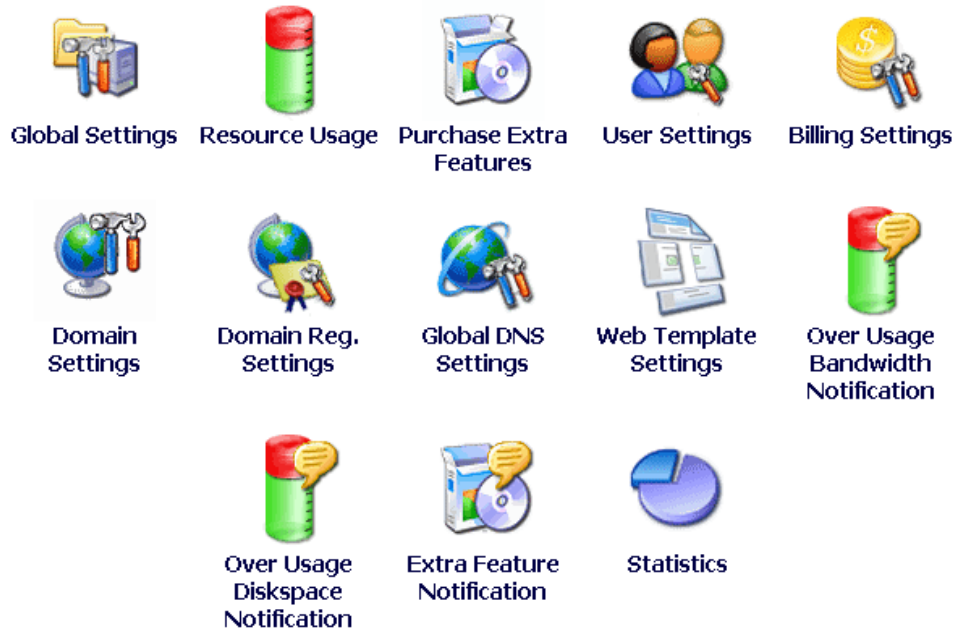 Global Settings
Resource Usage
Purchase Extra
Features
User Settings
Billing Settings
Domain
Settings
Domain Reg.
Settings
Global DNS
Settings
Web Template
Settings
Over Usage
Bandwidth
Notification
Over Usage
Diskspace
Notification
Extra Feature
Notification
Statistics